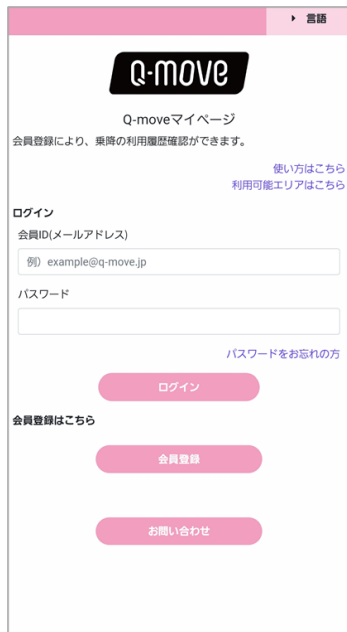 言語
Q-move
Q-moveマイページ
会員登録により、乗降の利用履歴確認ができます。
使い方はこちら
利用可能エリアはこちら
ログイン
会員ID(メールアドレス)
例）example@q-move.jp
パスワード
パスワードをお忘れの方
ログイン
会員登録はこちら
会員登録
お問い合わせ